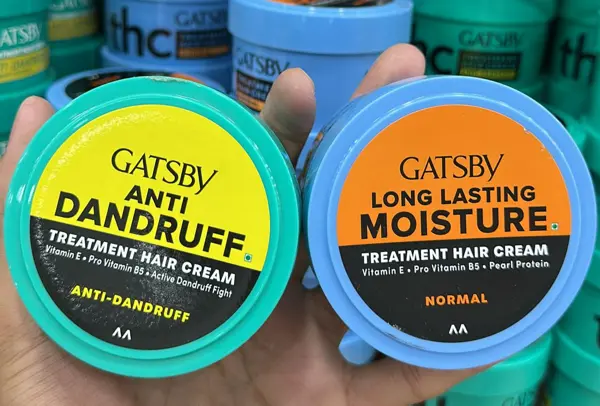 GATSBY
ANTI
DANDRUFF
TREATMENT HAIR CREAM
Vitamin E • Pro Vitamin B5 • Active Dandruff Fight
ANTI-DANDRUFF
GATSBY
LONG LASTING
MOISTURE
TREATMENT HAIR CREAM
Vitamin E • Pro Vitamin B5 • Pearl Protein
NORMAL
thc
GATSBY
thc
GATSBY
th